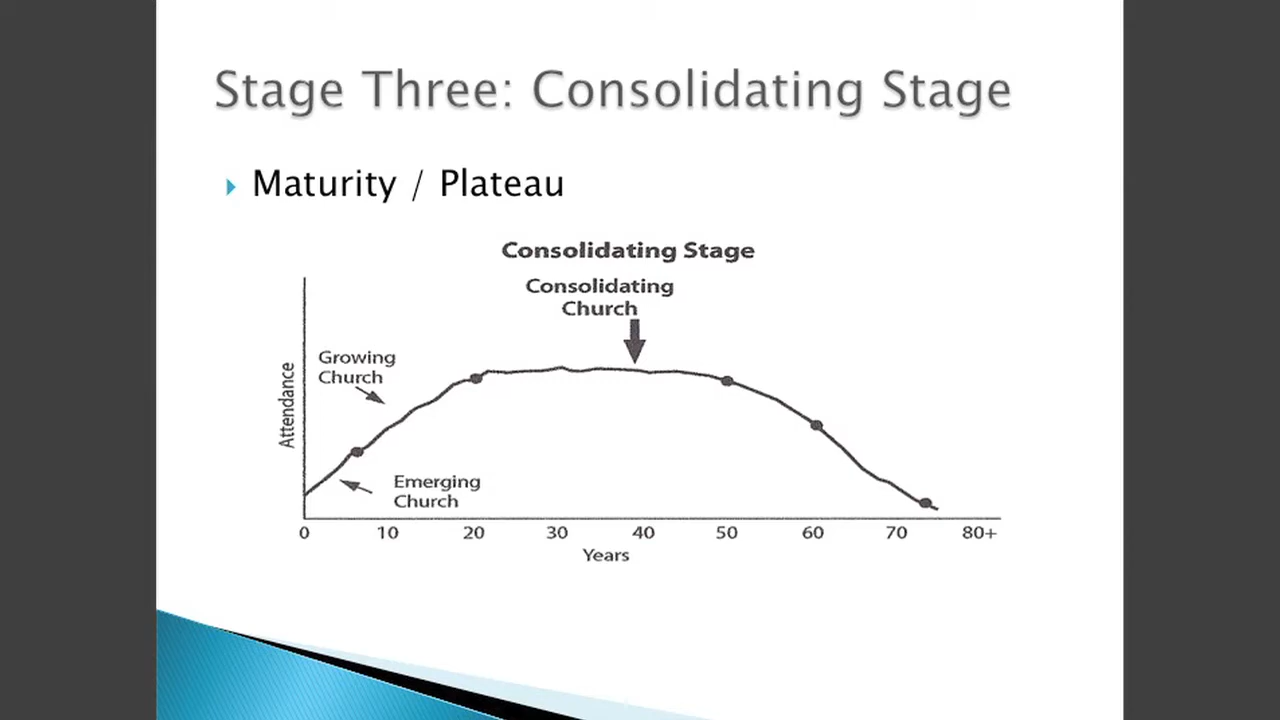 Stage Three: Consolidating Stage
Maturity / Plateau
Consolidating Stage
Consolidating
Church
Growing
Church
Attendance
Emerging
Church
0 10 20 30 40 50 60 70 80+
Years